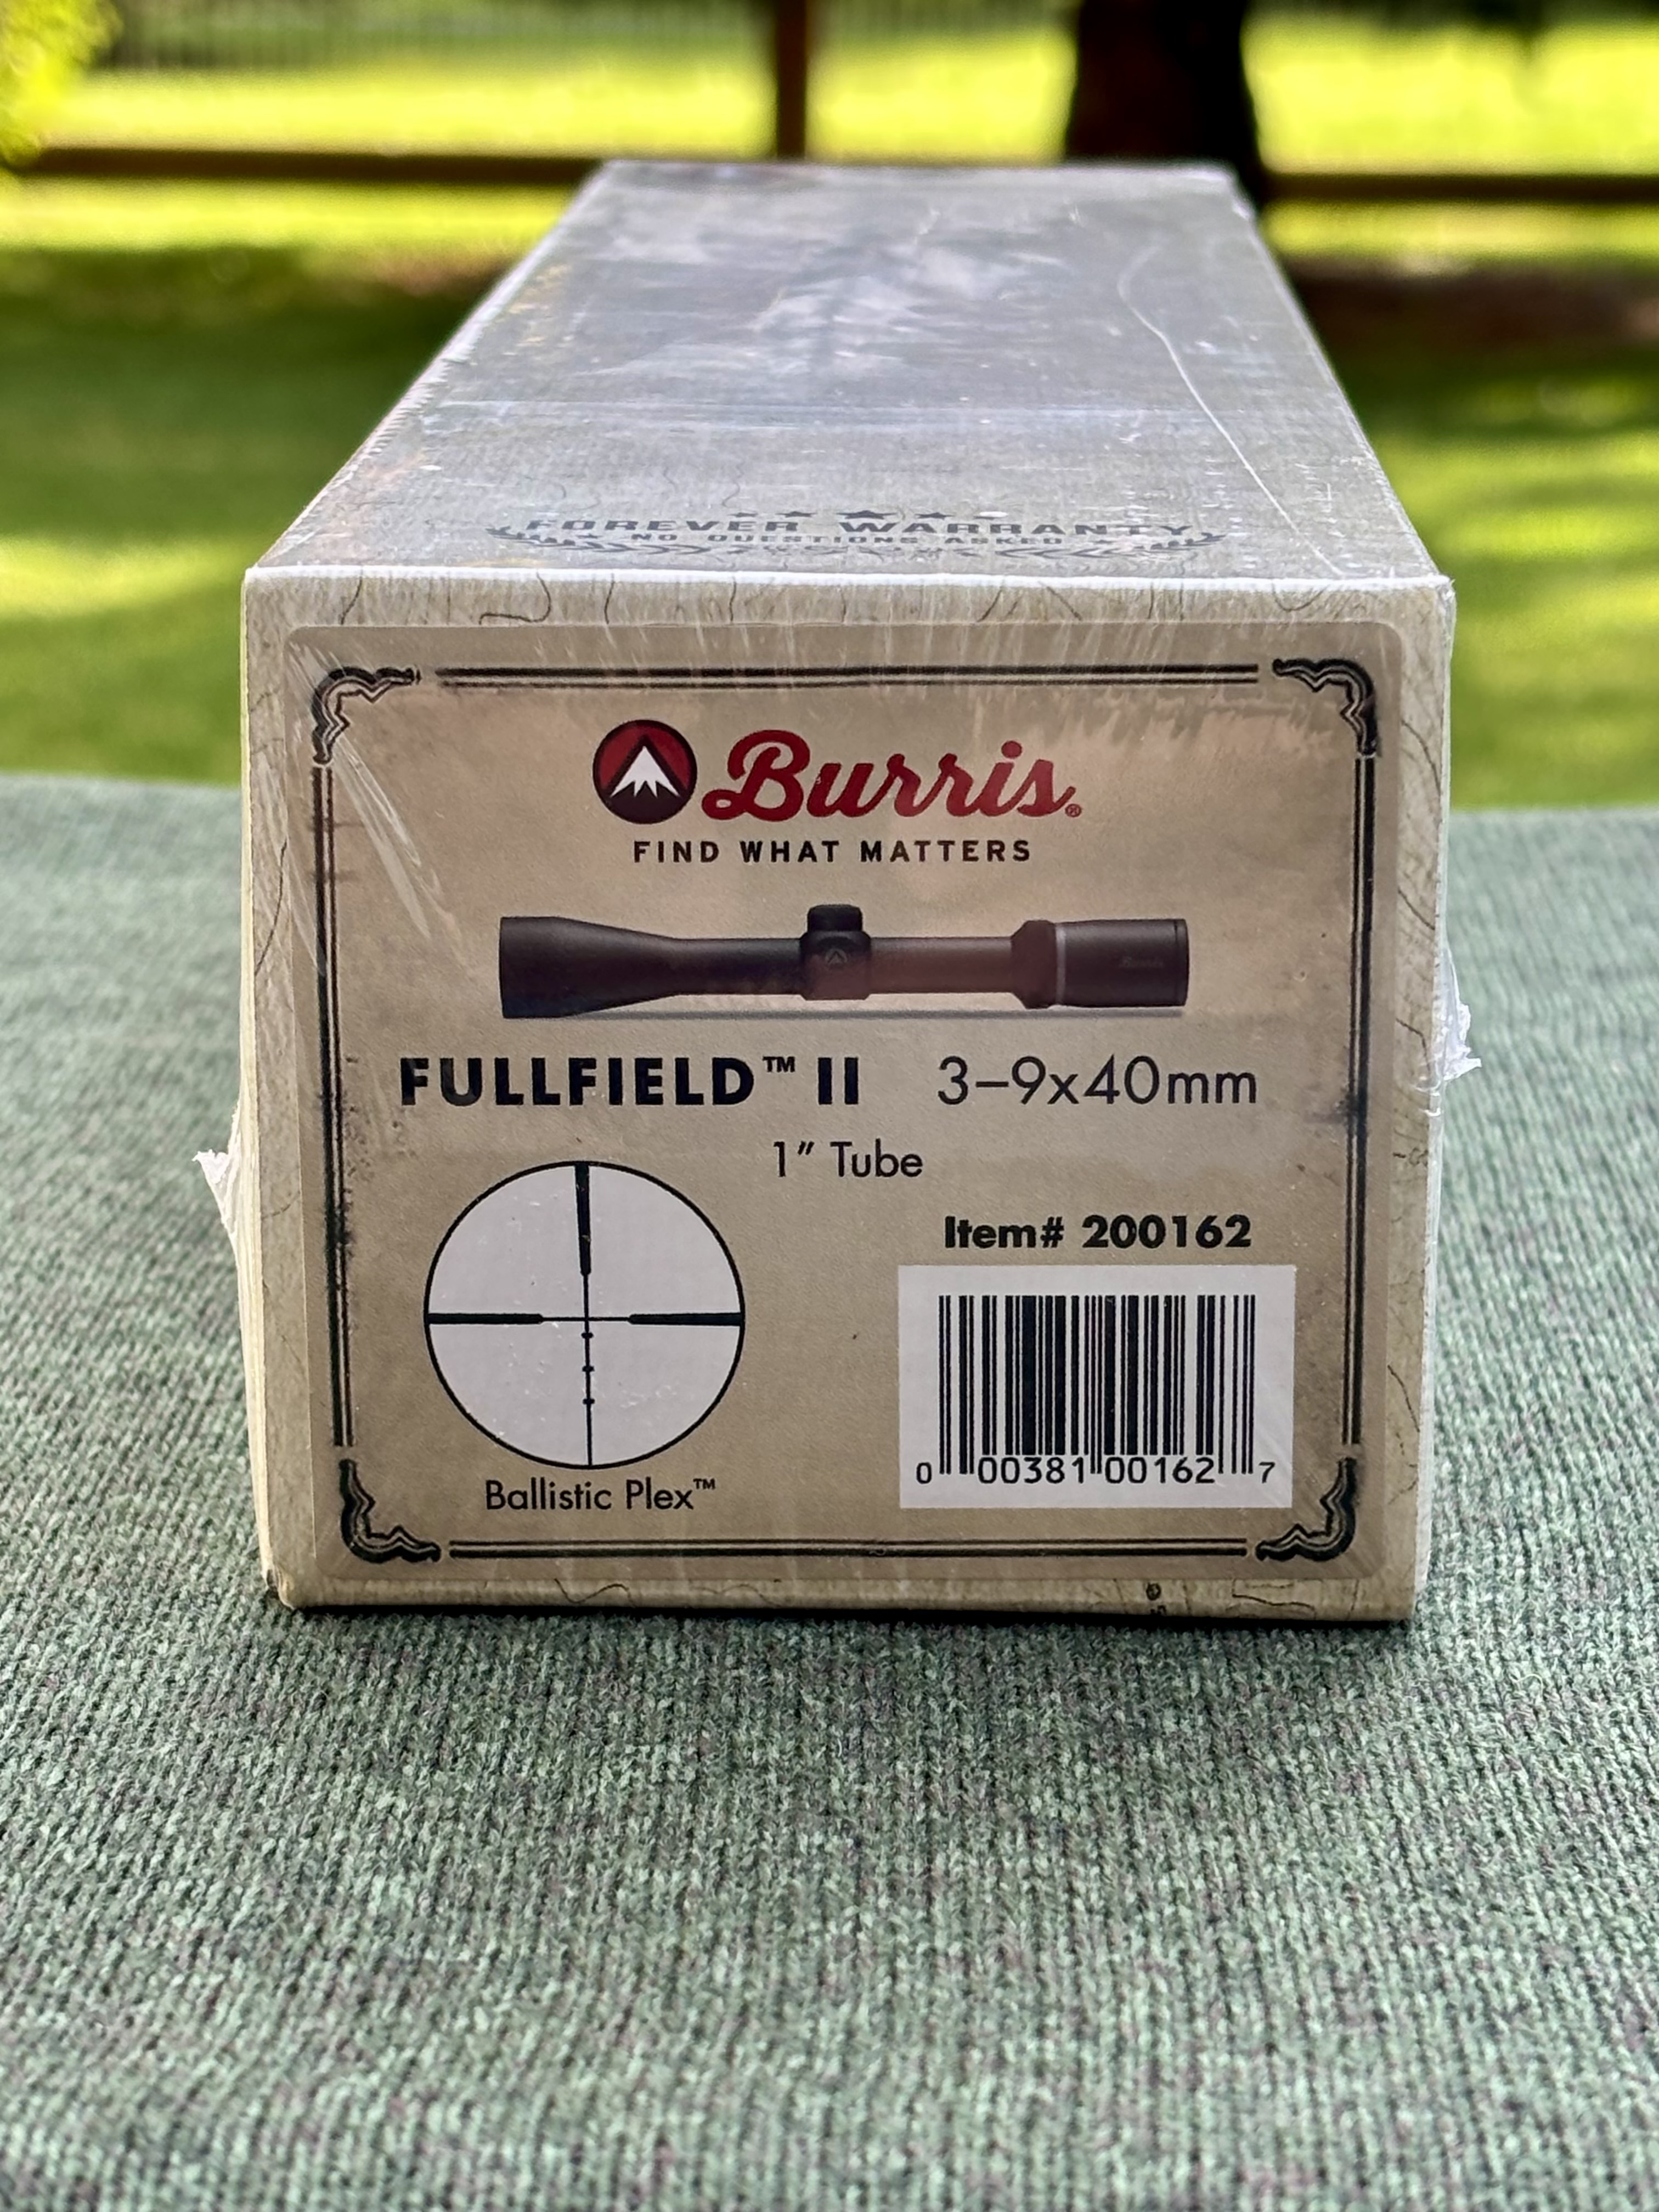 FOREVER WARRANTY
NO QUESTIONS ASKED
Burris®
FIND WHAT MATTERS
Burris
FULLFIELD™ II 3–9x40mm
1" Tube
Item# 200162
0 00381 00162 7
Ballistic Plex™